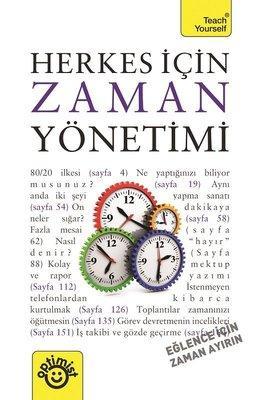 Teach
Yourself
HERKES İÇİN
ZAMAN
YÖNETİMİ
80/20 ilkesi (sayfa 4) Ne yaptığınızı biliyor
musunuz? (sayfa 19) Aynı
anda iki şeyi yapma sanatı
(sayfa 54) On dakikaya
neler sığar? (sayfa 58)
Fazla mesai (sayfa
62) Nasıl "hayır"
denir? (Sayfa
88) Kolay mektup
ve rapor yazımı
(Sayfa 112) İstenmeyen
telefonlardan kibarca
kurtulmak (Sayfa 126) Toplantılar zamanınızı
öğütmesin (Sayfa 135) Görev devretmenin incelikleri
(Sayfa 151) İş takibi ve gözde geçirme (sayfa
EĞLENCE İÇİN
ZAMAN AYIRIN
optimist